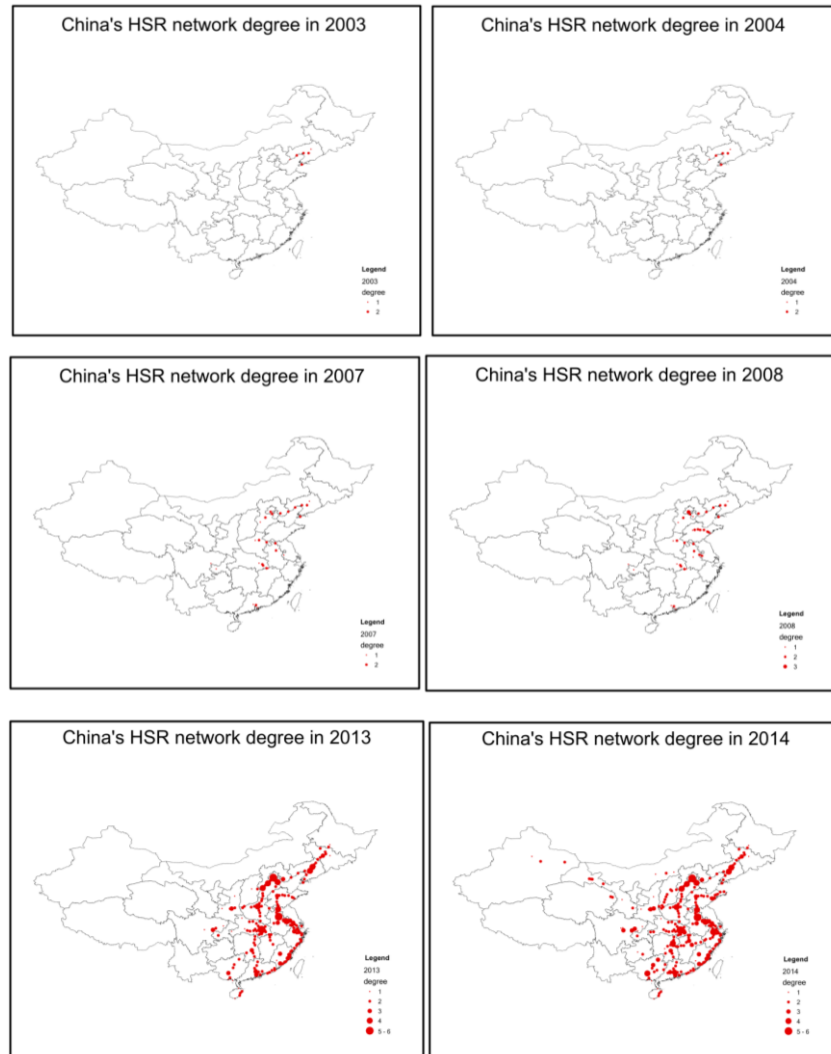 China's HSR network degree in 2003
Legend
2003
degree
1
2
China's HSR network degree in 2004
Legend
2004
degree
1
2
China's HSR network degree in 2007
Legend
2007
degree
1
2
China's HSR network degree in 2008
Legend
2008
degree
1
2
3
China's HSR network degree in 2013
Legend
2013
degree
1
2
3
4
5 - 6
China's HSR network degree in 2014
Legend
2014
degree
1
2
3
4
5 - 6